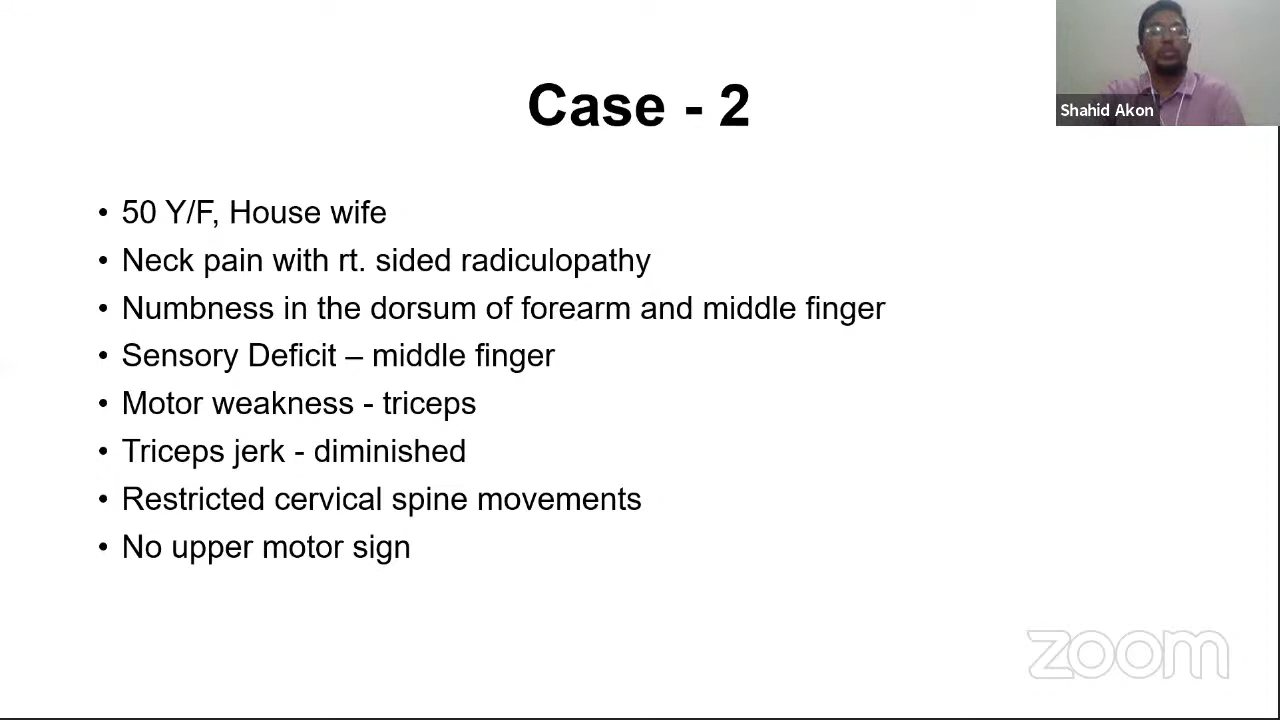 Case - 2
Shahid Akon
• 50 Y/F, House wife
• Neck pain with rt. sided radiculopathy
• Numbness in the dorsum of forearm and middle finger
• Sensory Deficit – middle finger
• Motor weakness - triceps
• Triceps jerk - diminished
• Restricted cervical spine movements
• No upper motor sign
zoom